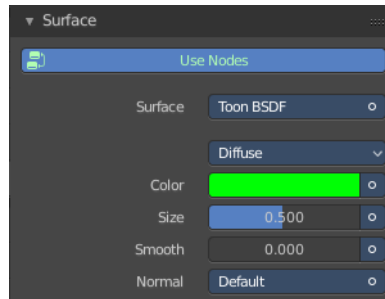 Surface
Use Nodes
Surface Toon BSDF
Diffuse
Color
Size 0.500
Smooth 0.000
Normal Default